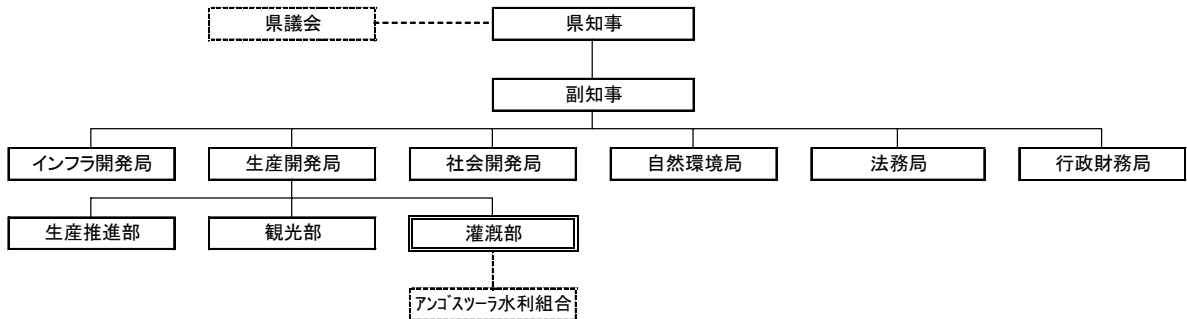 県議会
県知事
副知事
インフラ開発局
生産開発局
社会開発局
自然環境局
法務局
行政財務局
生産推進部
観光部
灌漑部
アンゴスツーラ水利組合